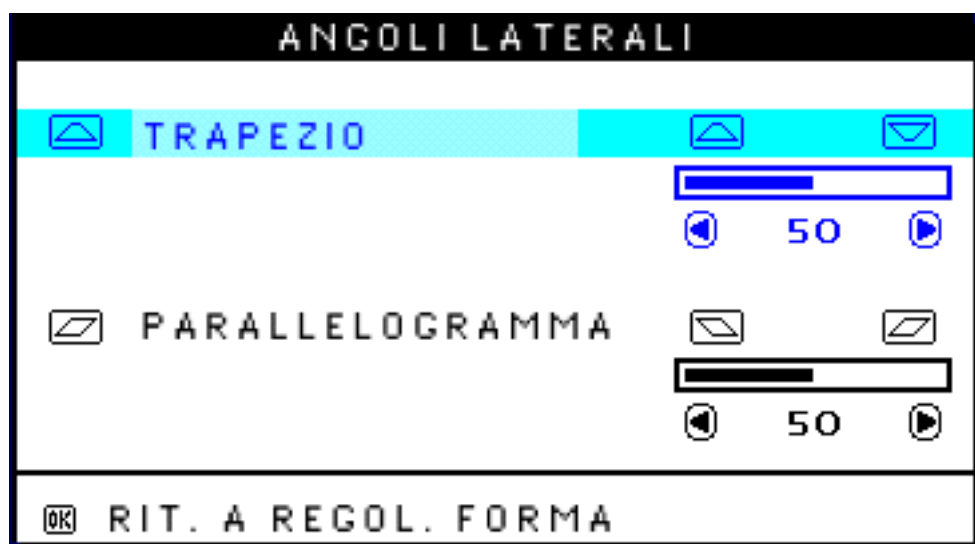 ANGOLI LATERALI
TRAPEZIO
50
PARALLELOGRAMMA
50
OK RIT. A REGOL. FORMA